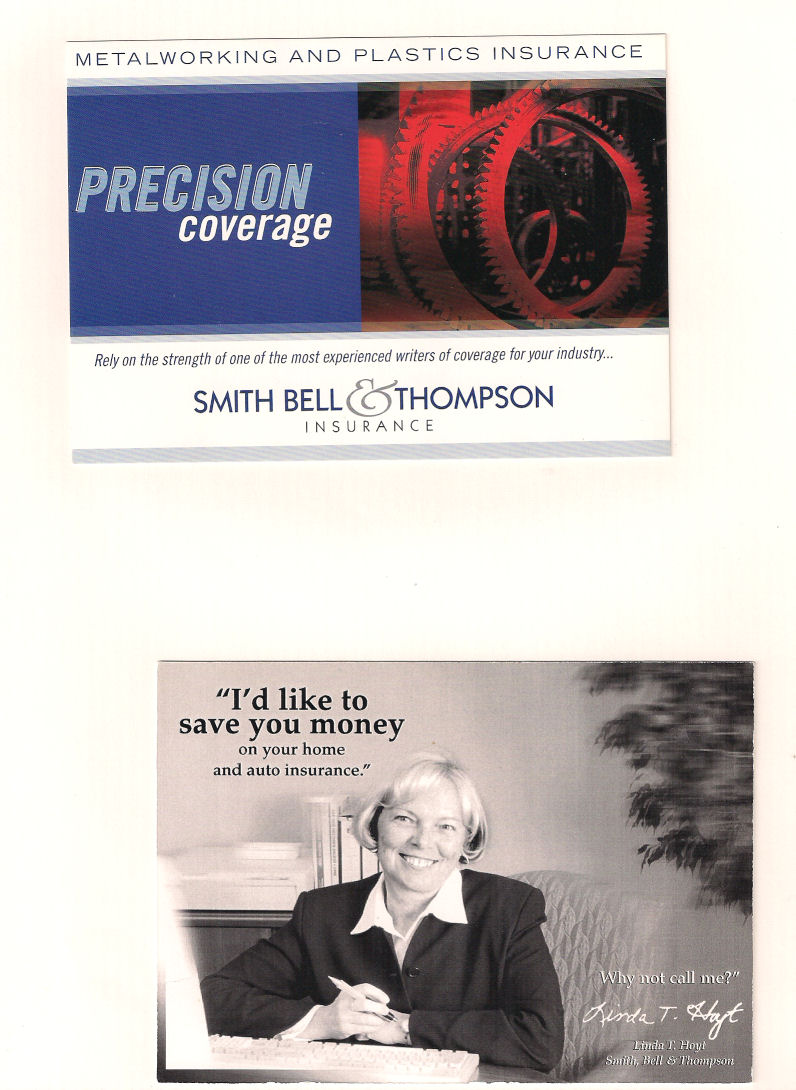 METALWORKING AND PLASTICS INSURANCE
PRECISION
coverage
Rely on the strength of one of the most experienced writers of coverage for your industry...
SMITH BELL & THOMPSON
INSURANCE
"I'd like to
save you money
on your home
and auto insurance."
Why not call me?"
Linda T. Hoyt
Linda T. Hoyt
Smith, Bell & Thompson